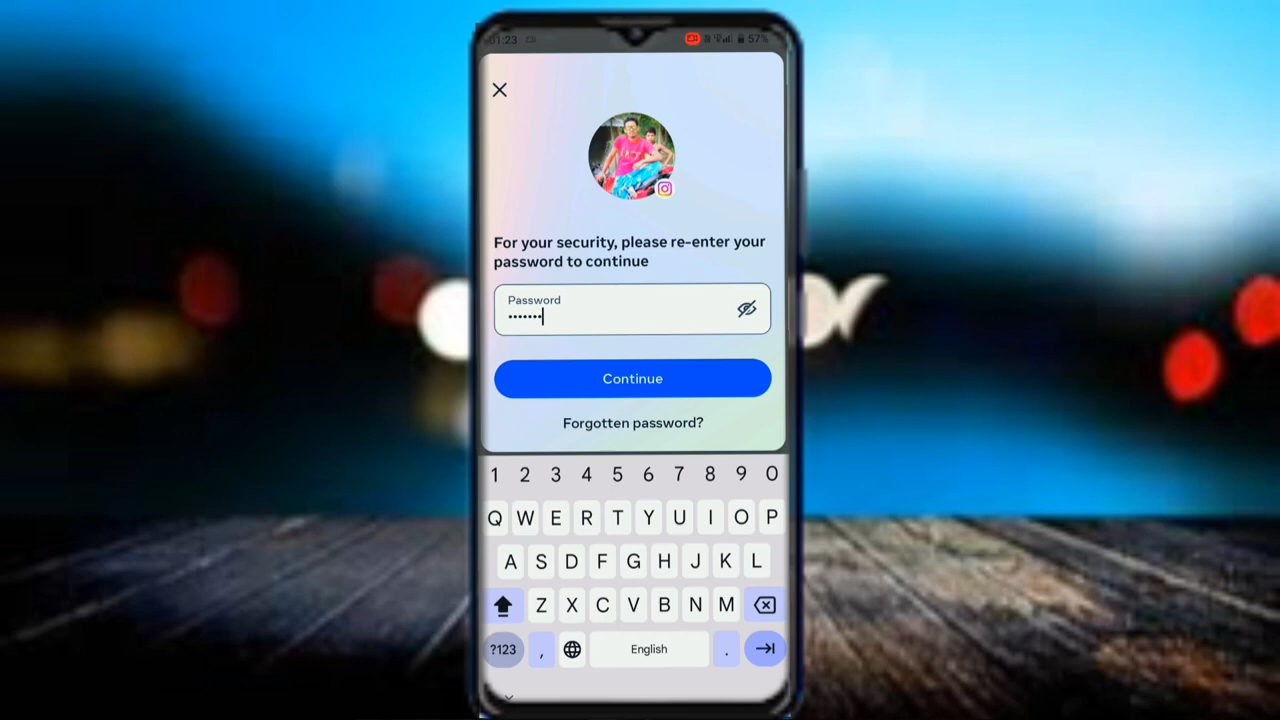 01:23
57%
For your security, please re-enter your
password to continue
Password
•••••••
Continue
Forgotten password?
1 2 3 4 5 6 7 8 9 0
Q W E R T Y U I O P
A S D F G H J K L
Z X C V B N M
?123 , English .